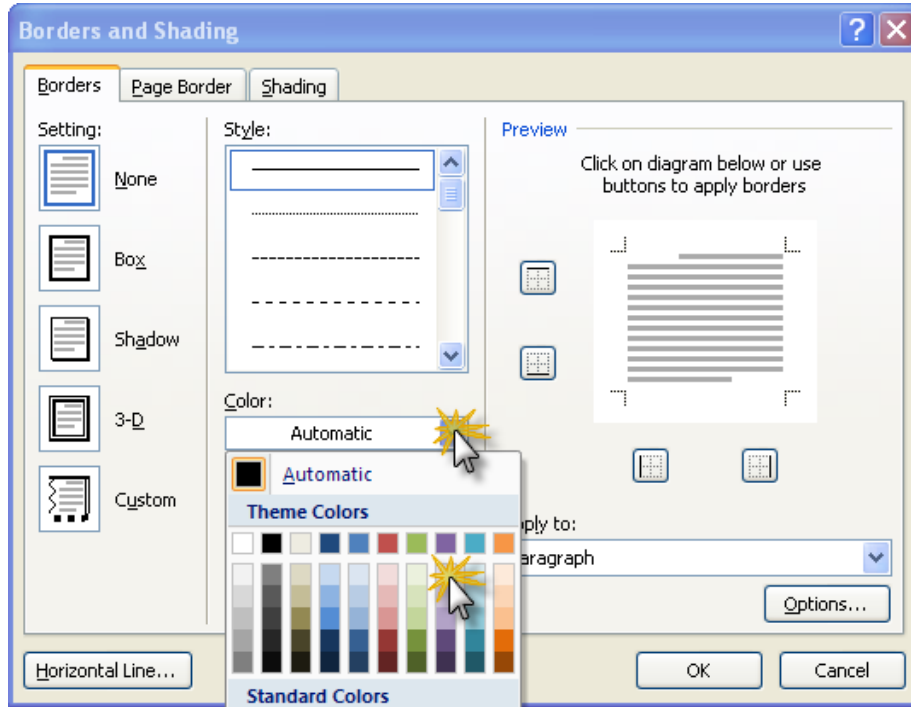 Borders and Shading
Borders
Page Border
Shading
Setting:
None
Box
Shadow
3-D
Custom
Style:
Color:
Automatic
Automatic
Theme Colors
Standard Colors
Preview
Click on diagram below or use
buttons to apply borders
pply to:
aragraph
Options...
Horizontal Line...
OK
Cancel